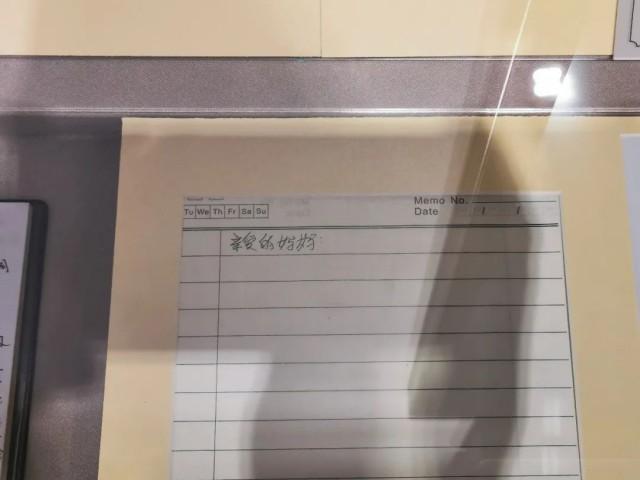 Memo No.
Tu We Th Fr Sa Su
Date / /
亲爱的妈妈: